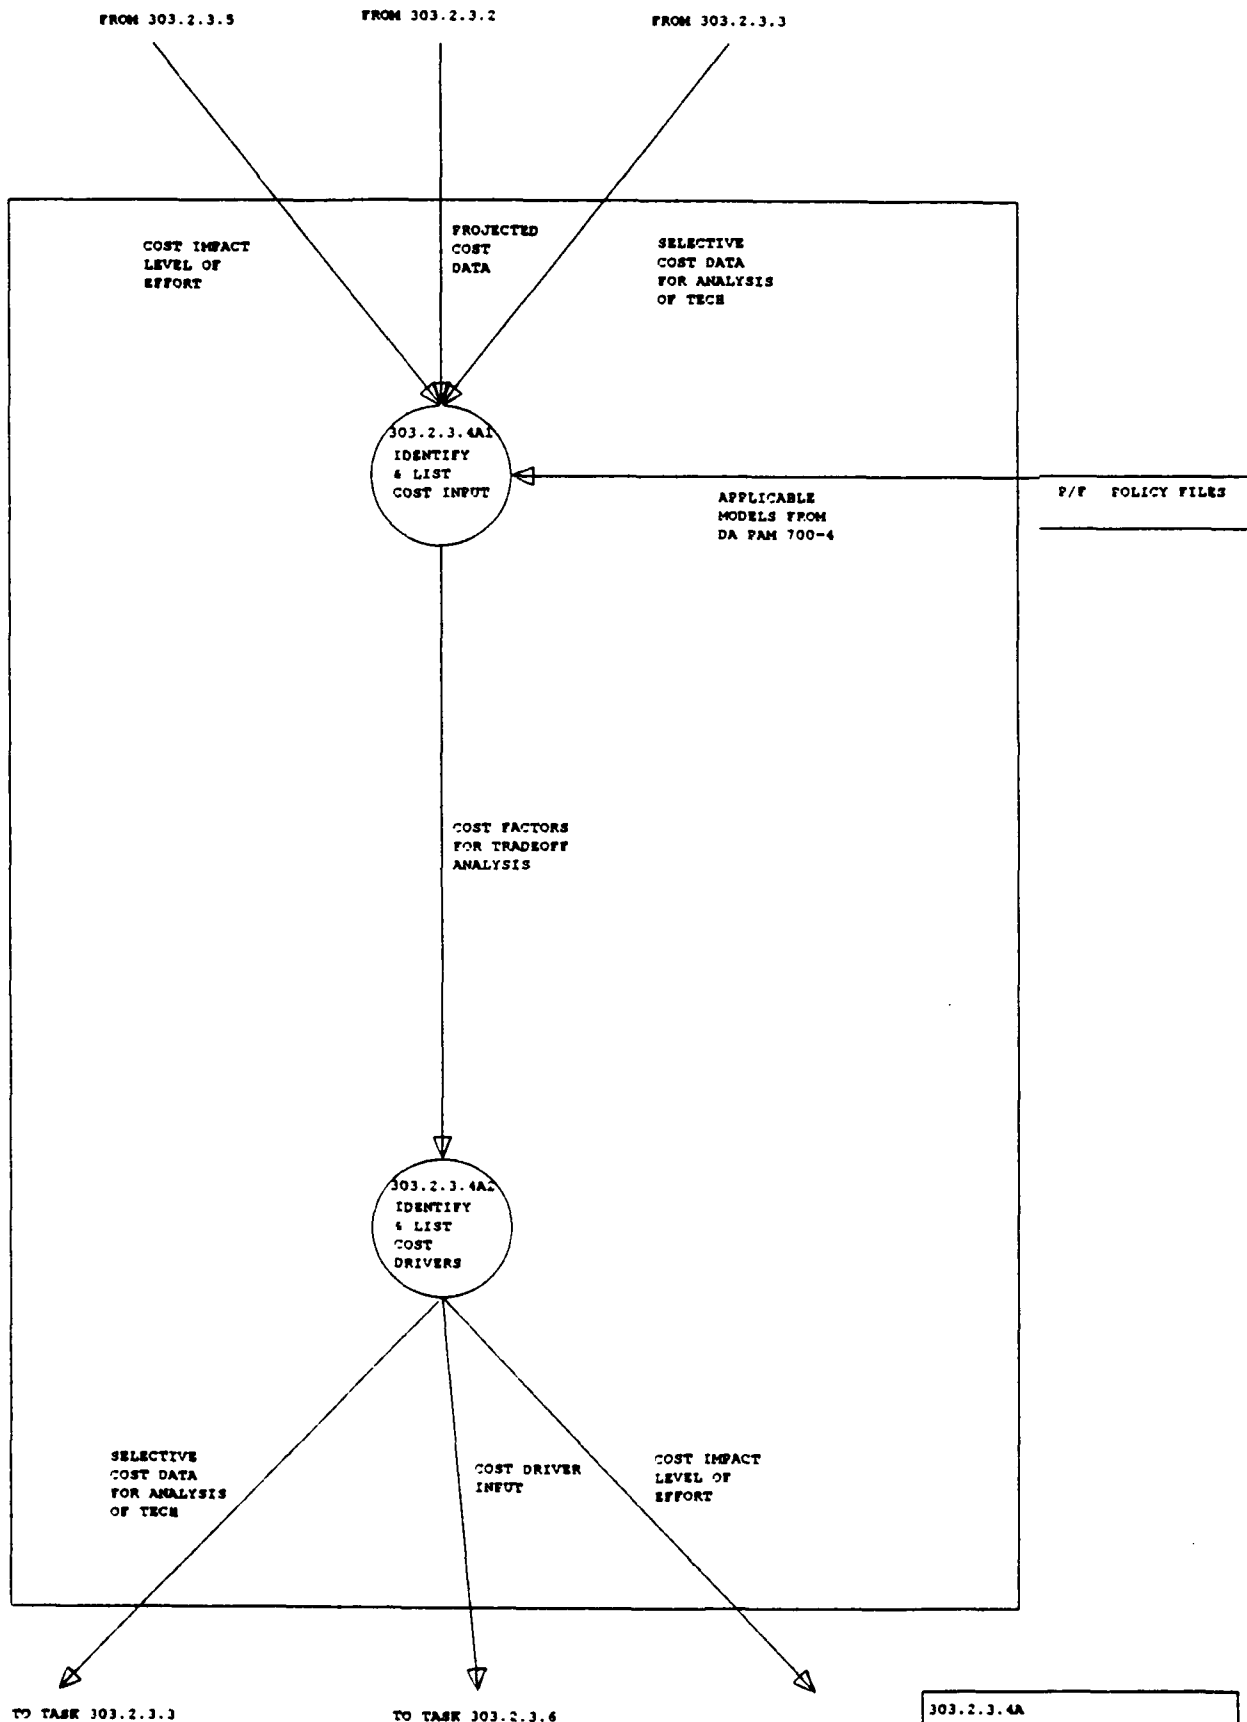 FROM 303.2.3.5
FROM 303.2.3.2
FROM 303.2.3.3
COST IMPACT
LEVEL OF
EFFORT
PROJECTED
COST
DATA
SELECTIVE
COST DATA
FOR ANALYSIS
OF TECH
303.2.3.4A1
IDENTIFY
& LIST
COST INPUT
APPLICABLE
MODELS FROM
DA PAM 700-4
P/F POLICY FILES
COST FACTORS
FOR TRADEOFF
ANALYSIS
303.2.3.4A2
IDENTIFY
& LIST
COST
DRIVERS
SELECTIVE
COST DATA
FOR ANALYSIS
OF TECH
COST DRIVER
INPUT
COST IMPACT
LEVEL OF
EFFORT
TO TASK 303.2.3.3
TO TASK 303.2.3.6
303.2.3.4A